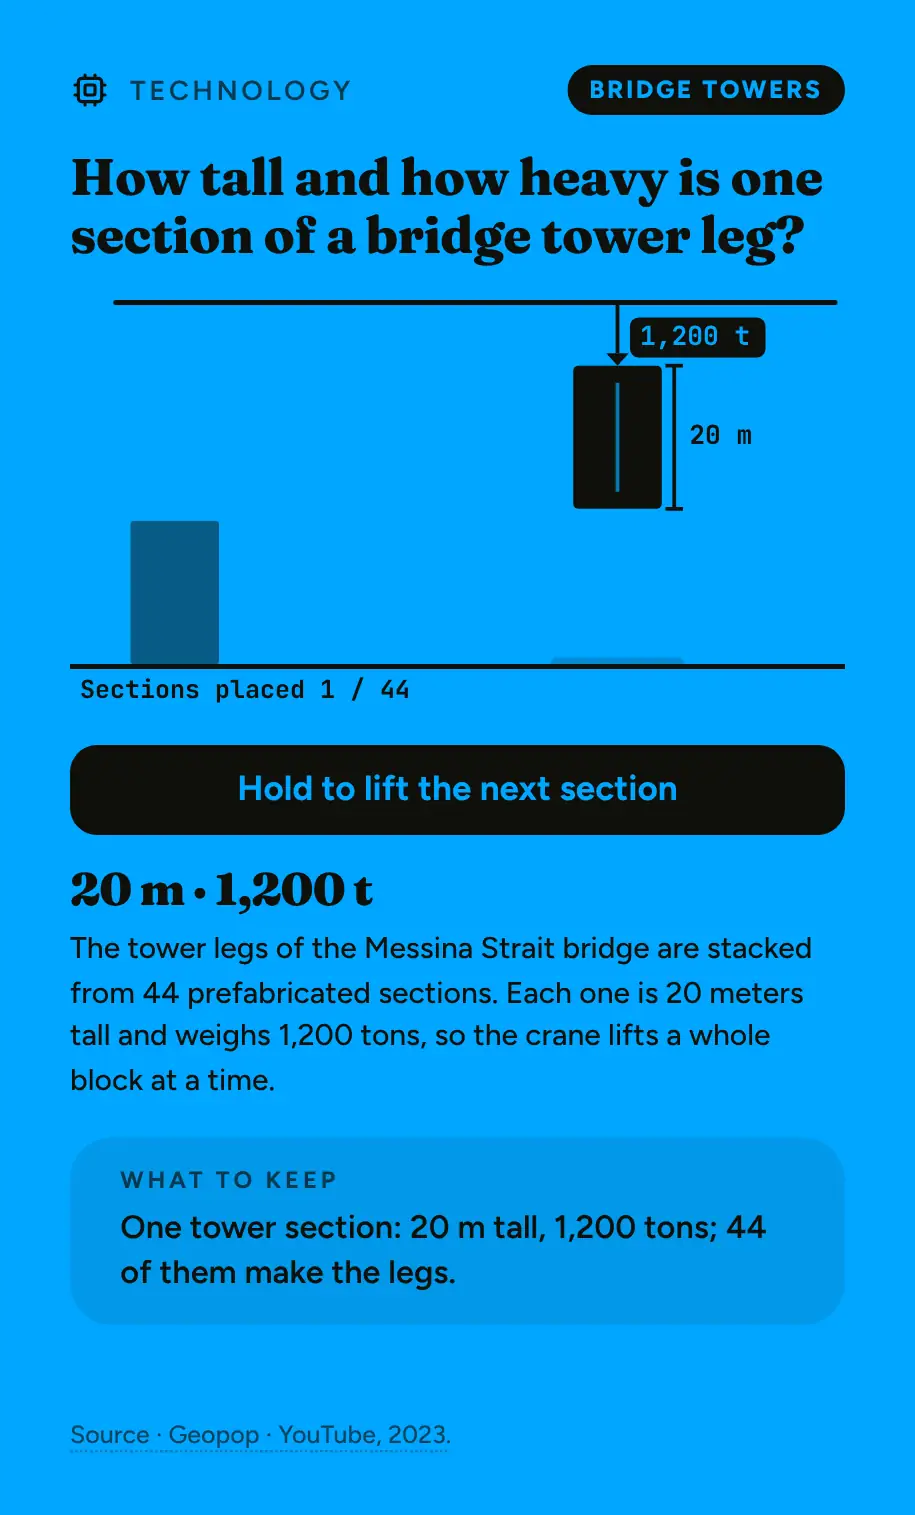 TECHNOLOGY
BRIDGE TOWERS
How tall and how heavy is one
section of a bridge tower leg?
1,200 t
20 m
Sections placed 1 / 44
Hold to lift the next section
20 m · 1,200 t
The tower legs of the Messina Strait bridge are stacked
from 44 prefabricated sections. Each one is 20 meters
tall and weighs 1,200 tons, so the crane lifts a whole
block at a time.
WHAT TO KEEP
One tower section: 20 m tall, 1,200 tons; 44
of them make the legs.
Source · Geopop · YouTube, 2023.